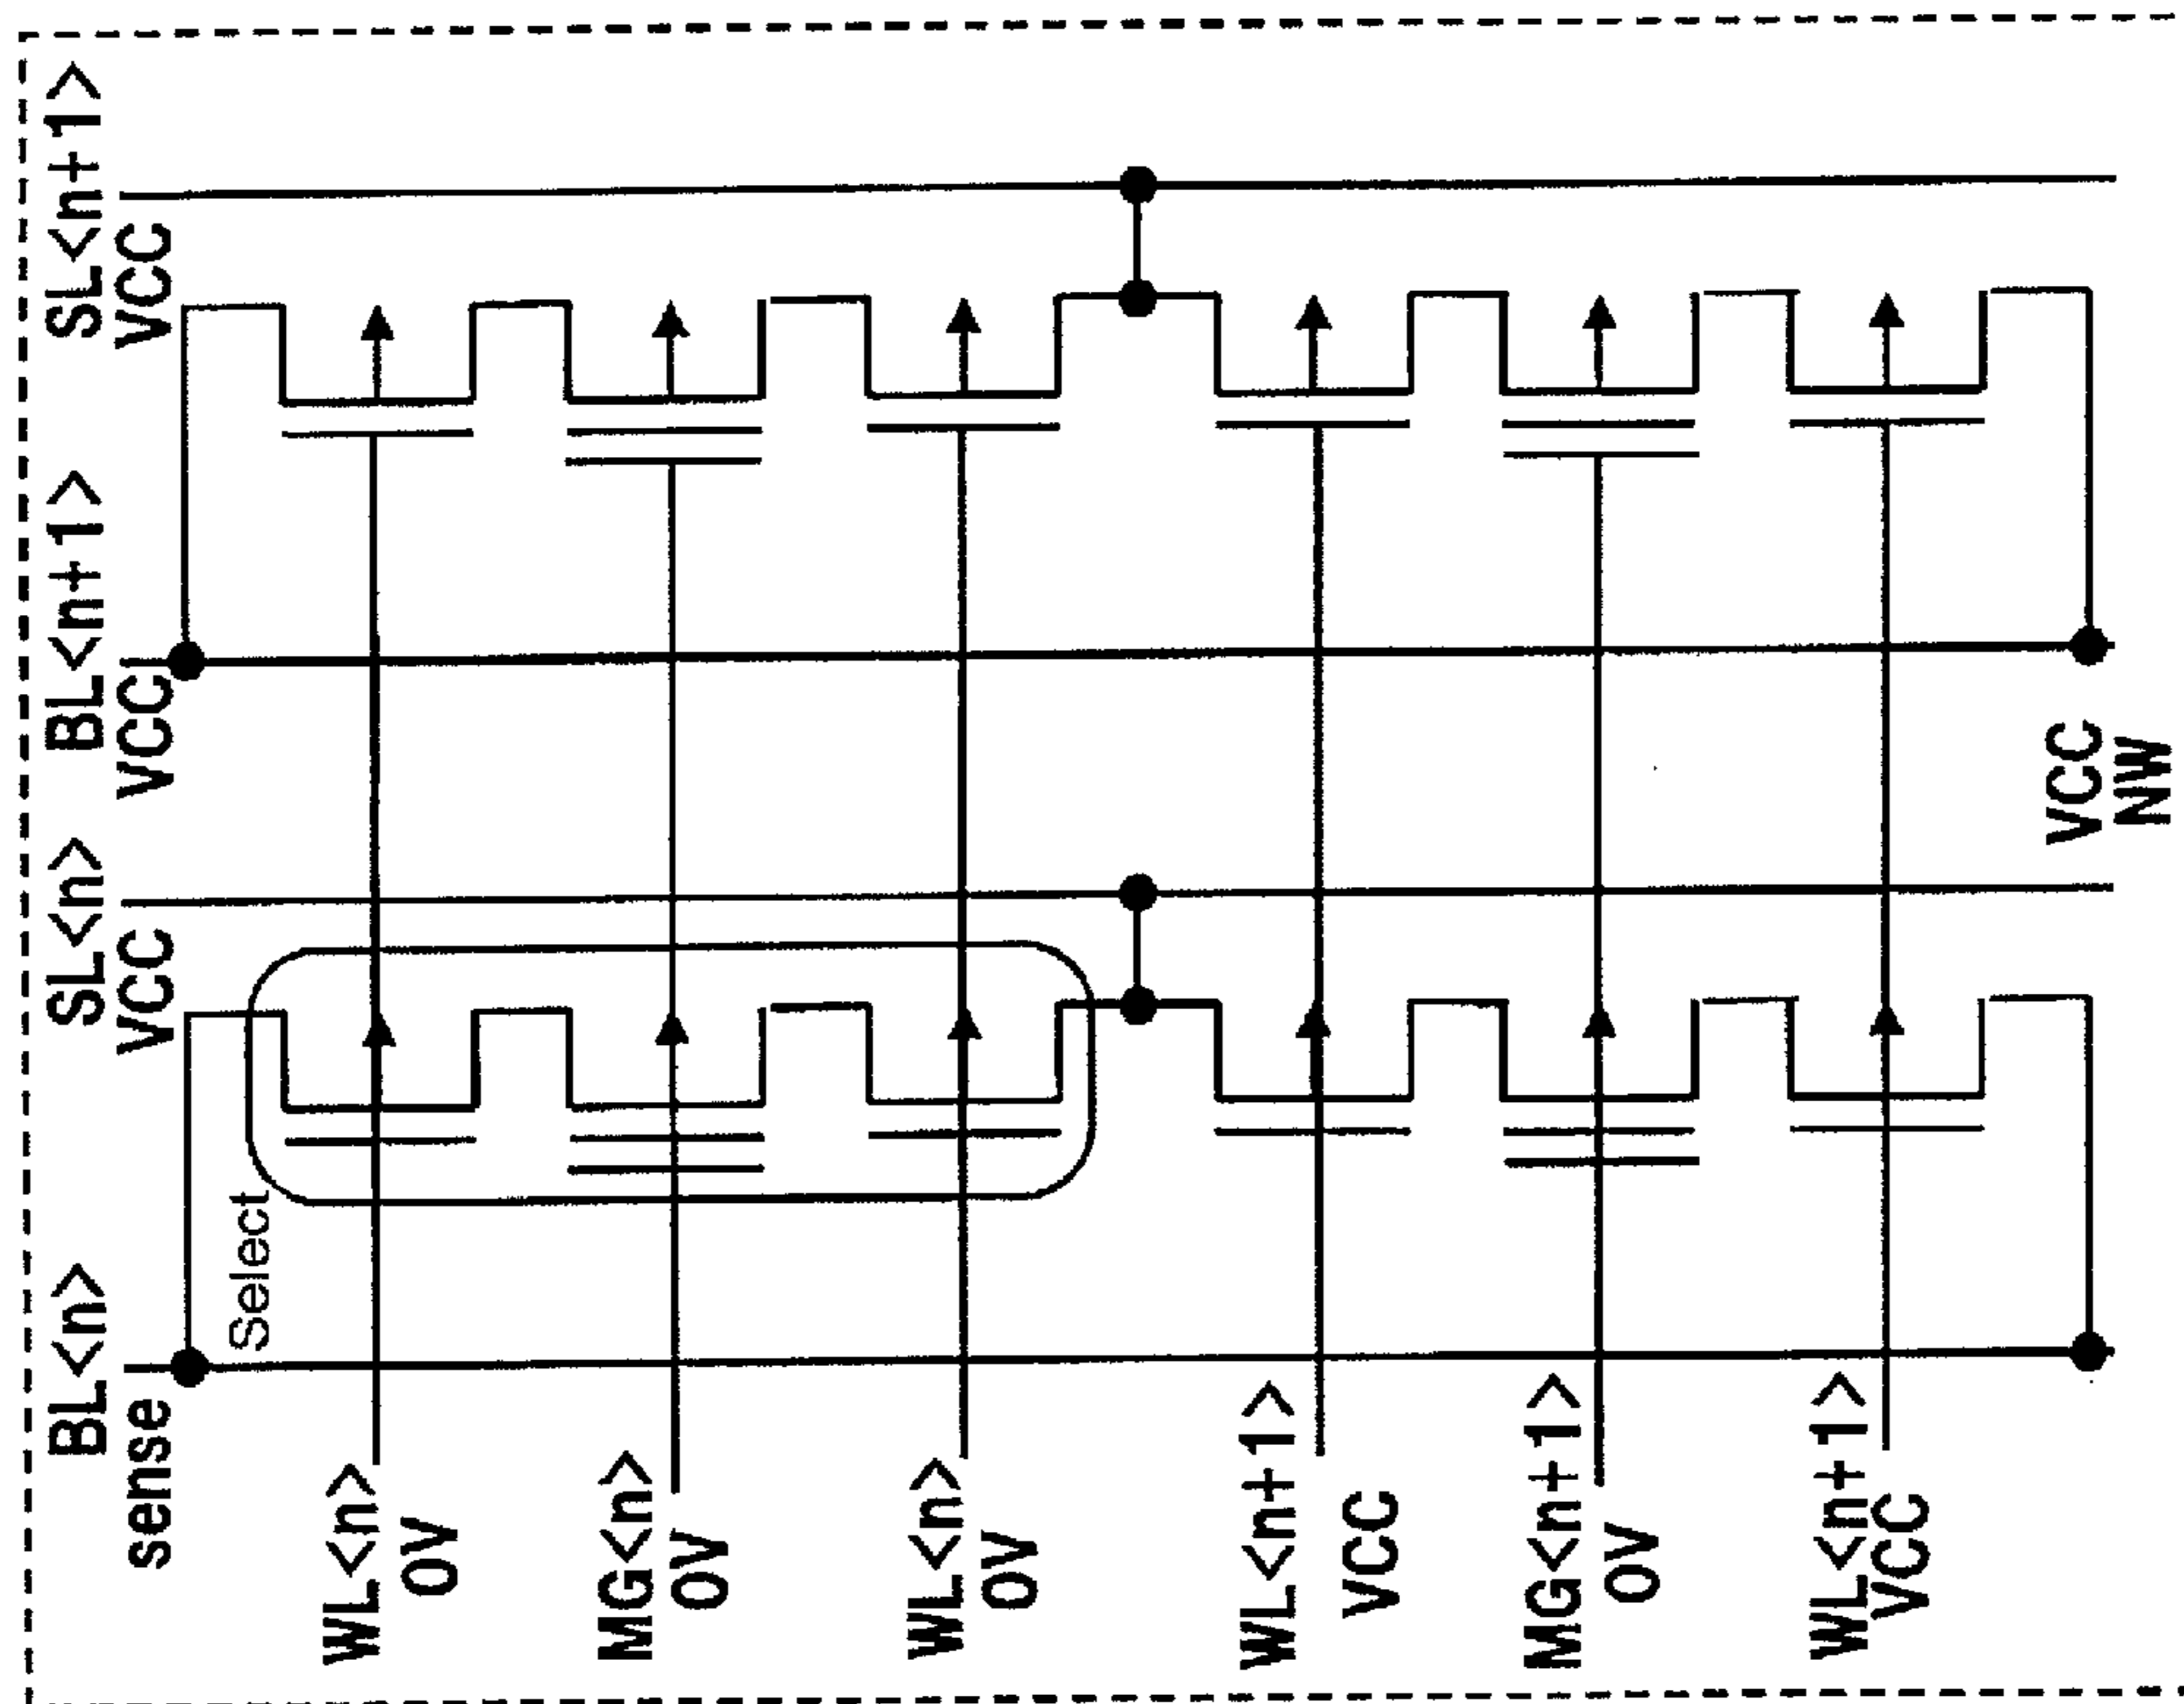 BL<n>
sense
SL<n>
VCC
BL<n+1>
VCC
SL<n+1>
VCC
Select
WL<n>
0V
MG<n>
0V
WL<n>
0V
WL<n+1>
VCC
MG<n+1>
0V
WL<n+1>
VCC
VCC
NW